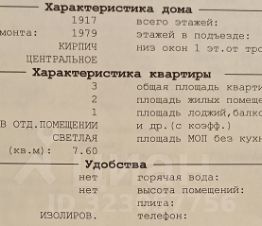 Характеристика дома
1917 всего этажей:
монта: 1979 этажей в подъезде:
КИРПИЧ низ окон 1 эт.от тро
ЦЕНТРАЛЬНОЕ
Характеристика квартиры
3 общая площадь кварти
2 площадь жилых помеще
1 площадь лоджий,балко
В ОТД.ПОМЕЩЕНИИ и др.(с коэфф.)
СВЕТЛАЯ площадь МОП без кухн
(кв.м): 7.60
Удобства
нет горячая вода:
нет высота помещений:
плита:
ИЗОЛИРОВ. телефон: